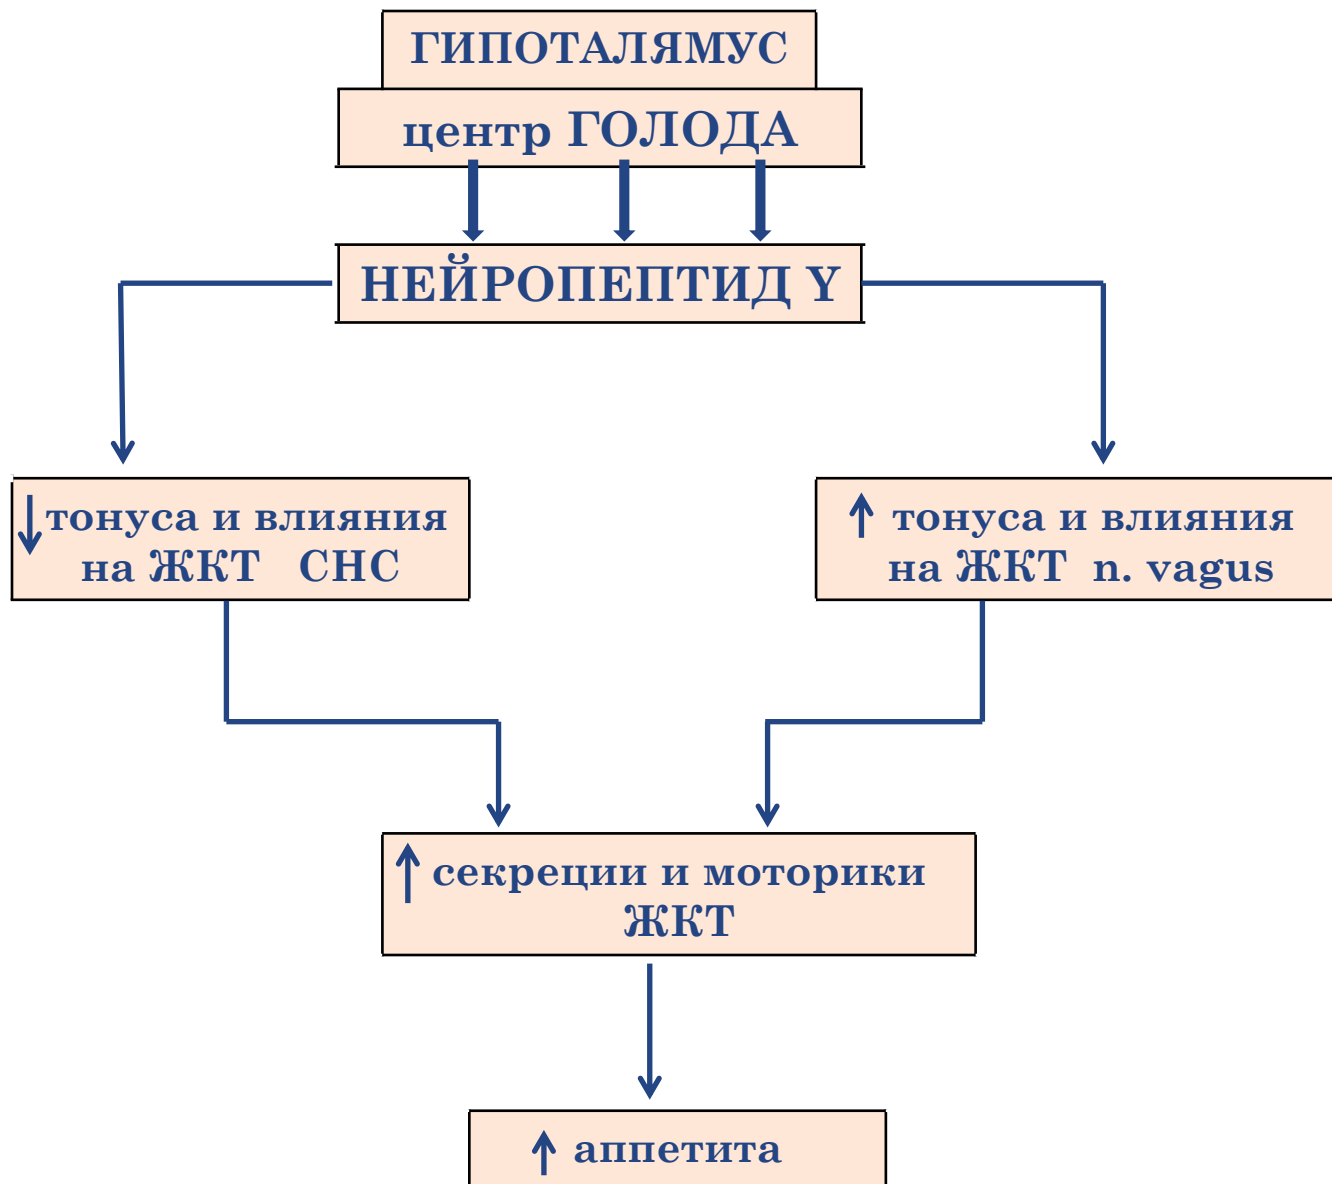 ГИПОТАЛЯМУС
центр ГОЛОДА
НЕЙРОПЕПТИД Y
↓ тонуса и влияния
на ЖКТ СНС
↑ тонуса и влияния
на ЖКТ n. vagus
↑ секреции и моторики
ЖКТ
↑ аппетита